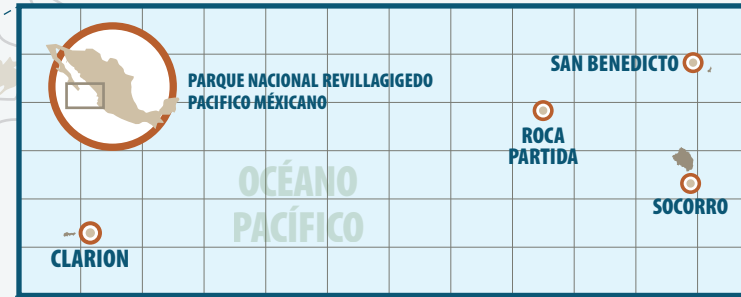 PARQUE NACIONAL REVILLAGIGEDO
PACIFICO MÉXICANO
SAN BENEDICTO
ROCA
PARTIDA
OCÉANO
PACÍFICO
SOCORRO
CLARION